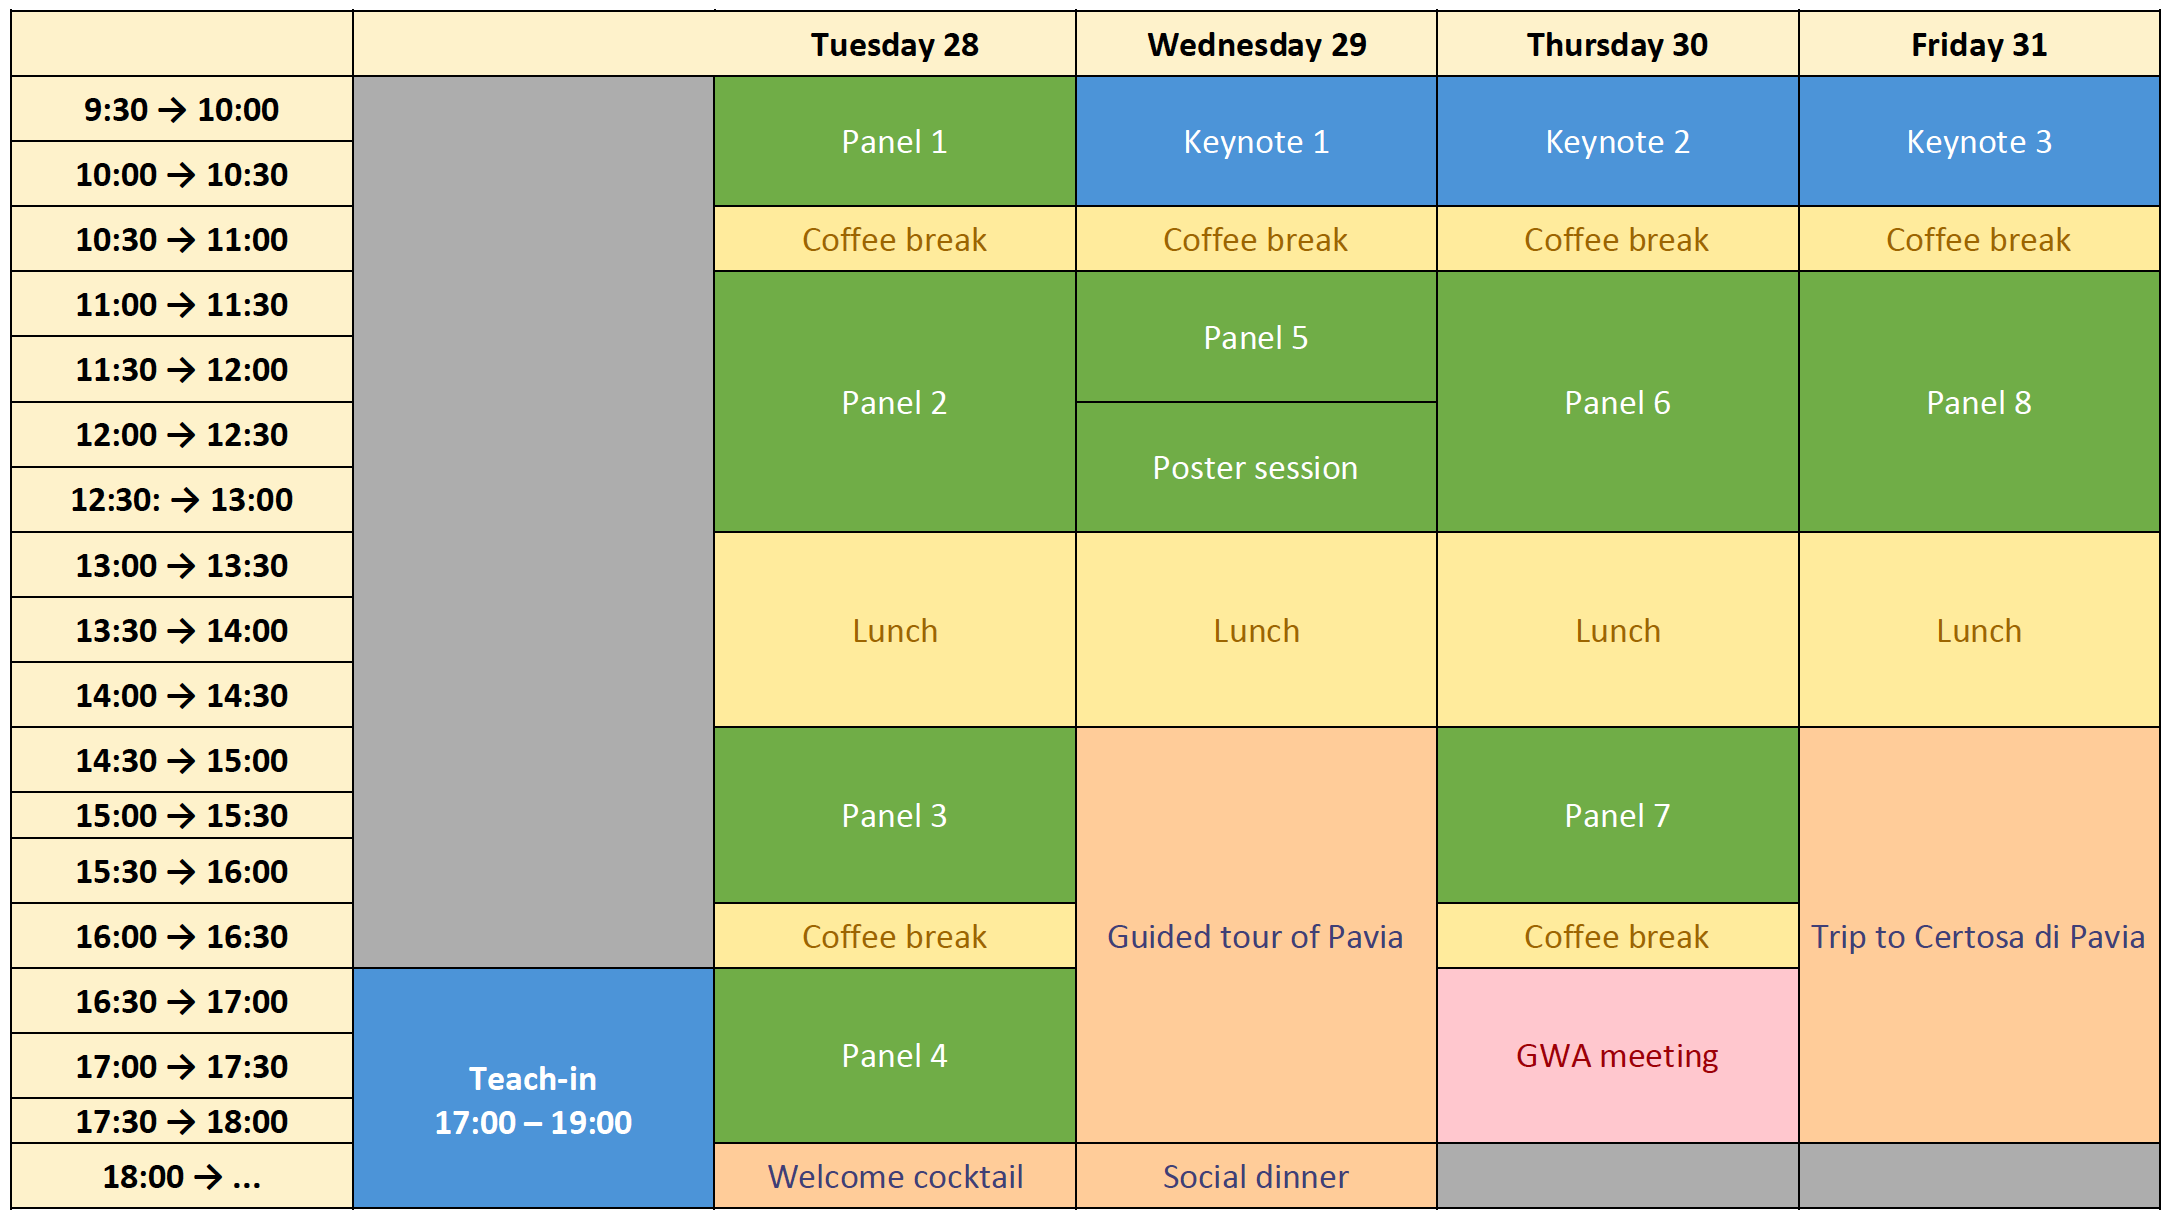 Tuesday 28 Wednesday 29 Thursday 30 Friday 31
9:30 → 10:00
Panel 1 Keynote 1 Keynote 2 Keynote 3
10:00 → 10:30
10:30 → 11:00 Coffee break Coffee break Coffee break Coffee break
11:00 → 11:30
Panel 5
11:30 → 12:00
Panel 2 Panel 6 Panel 8
12:00 → 12:30
Poster session
12:30: → 13:00
13:00 → 13:30
13:30 → 14:00 Lunch Lunch Lunch Lunch
14:00 → 14:30
14:30 → 15:00
15:00 → 15:30 Panel 3 Panel 7
15:30 → 16:00
16:00 → 16:30 Coffee break Guided tour of Pavia Coffee break Trip to Certosa di Pavia
16:30 → 17:00
Panel 4 GWA meeting
17:00 → 17:30
Teach-in
17:30 → 18:00 17:00 – 19:00
18:00 → ... Welcome cocktail Social dinner